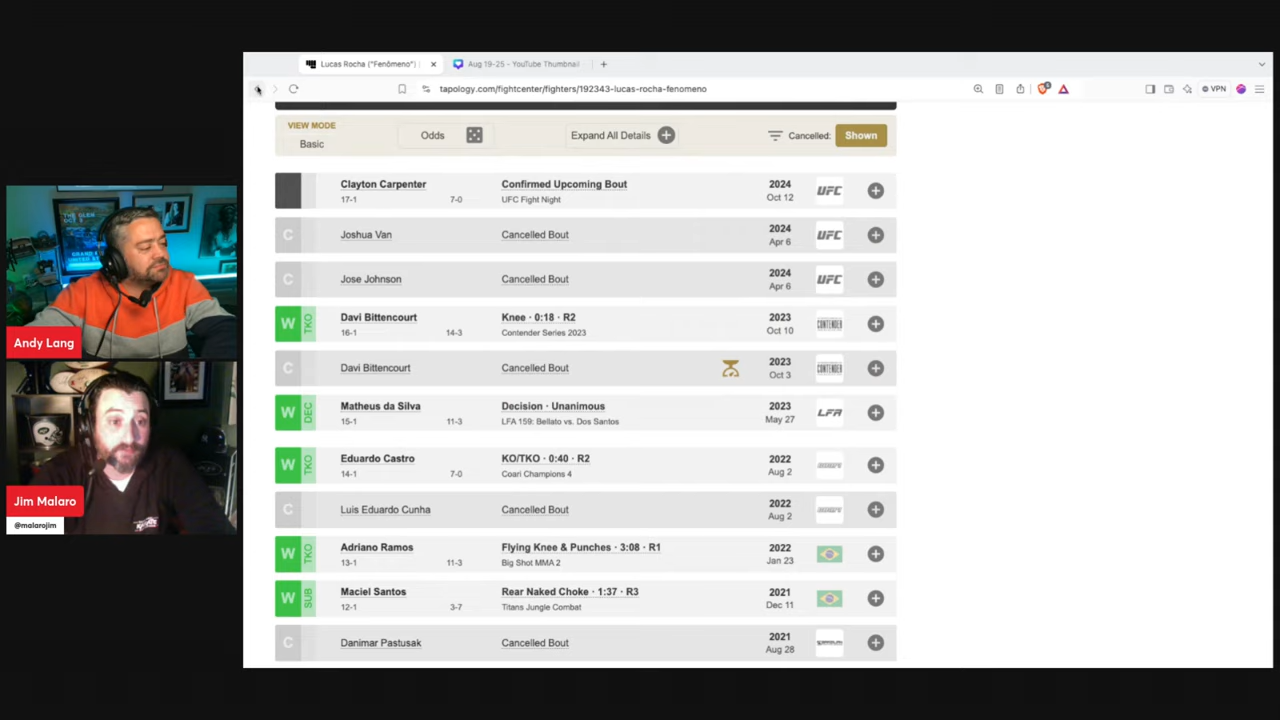 Lucas Rocha ("Fenômeno") |
Aug 19-25 - YouTube Thumbnail
tapology.com/fightcenter/fighters/192343-lucas-rocha-fenomeno
VPN
VIEW MODE
Basic
Odds
Expand All Details
Cancelled:
Shown
Clayton Carpenter
Confirmed Upcoming Bout
2024
17-1
7-0
UFC Fight Night
Oct 12
UFC
C
Joshua Van
Cancelled Bout
2024
Apr 6
UFC
C
Jose Johnson
Cancelled Bout
2024
Apr 6
UFC
W
TKO
Davi Bittencourt
Knee · 0:18 · R2
2023
16-1
14-3
Contender Series 2023
Oct 10
CONTENDER
C
Davi Bittencourt
Cancelled Bout
2023
Oct 3
CONTENDER
W
DEC
Matheus da Silva
Decision · Unanimous
2023
15-1
11-3
LFA 159: Bellato vs. Dos Santos
May 27
LFA
W
TKO
Eduardo Castro
KO/TKO · 0:40 · R2
2022
14-1
7-0
Coari Champions 4
Aug 2
C
Luis Eduardo Cunha
Cancelled Bout
2022
Aug 2
W
TKO
Adriano Ramos
Flying Knee & Punches · 3:08 · R1
2022
13-1
11-3
Big Shot MMA 2
Jan 23
W
SUB
Maciel Santos
Rear Naked Choke · 1:37 · R3
2021
12-1
3-7
Titans Jungle Combat
Dec 11
C
Danimar Pastusak
Cancelled Bout
2021
Aug 28
Andy Lang
Jim Malaro
@malarojim